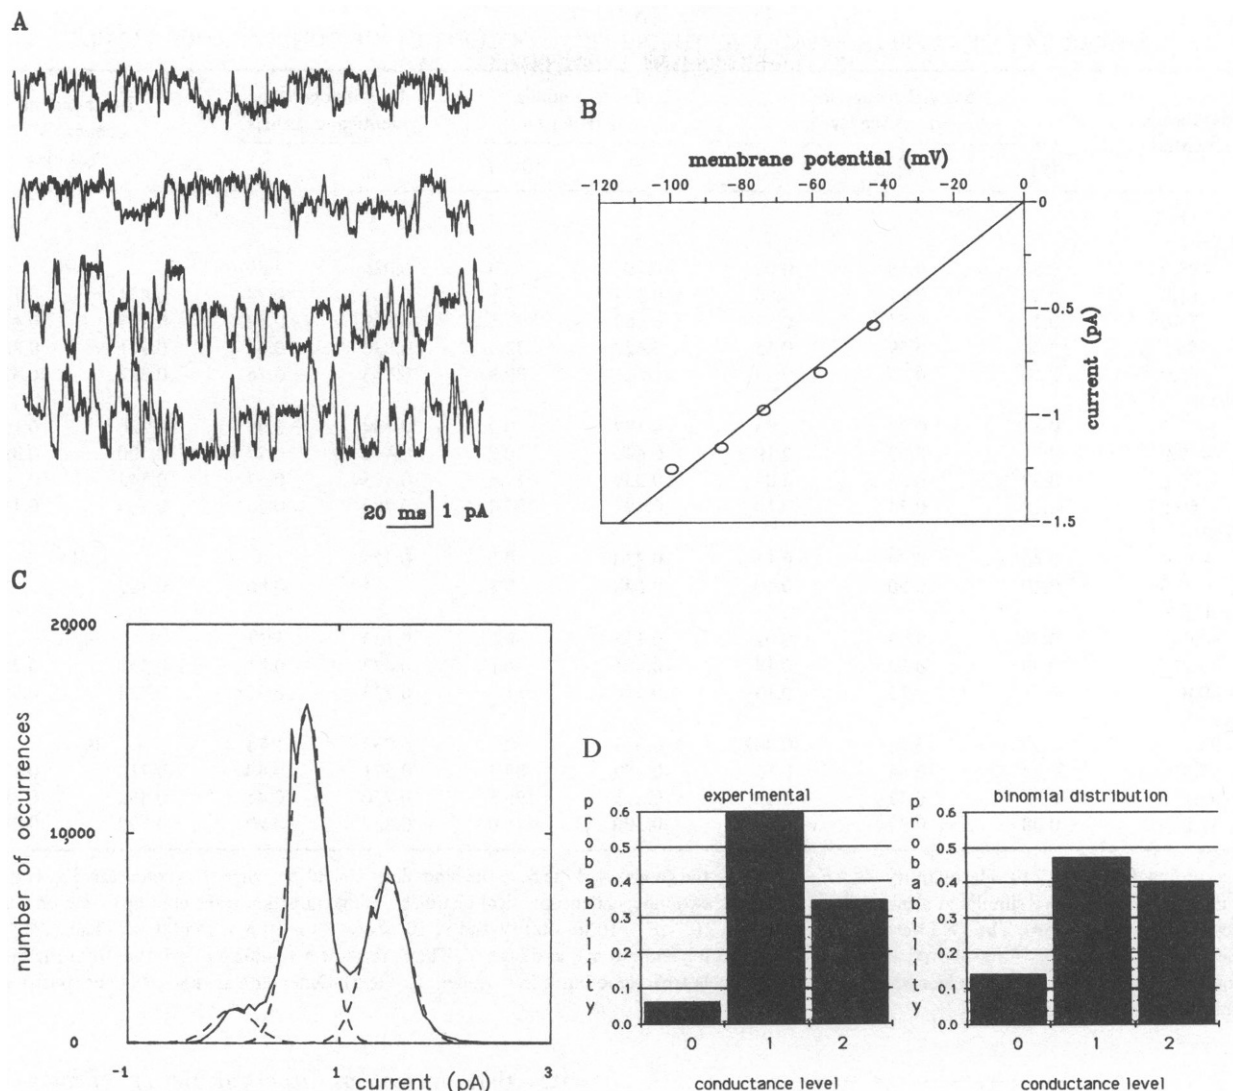 A
B
membrane potential (mV)
−120 −100 −80 −60 −40 −20 0
0
−0.5
−1
−1.5
current (pA)
20 ms 1 pA
C
20,000
10,000
0
number of occurrences
-1 1 3
current (pA)
D
experimental
probability
0.6
0.5
0.4
0.3
0.2
0.1
0.0
0 1 2
conductance level
binomial distribution
probability
0.6
0.5
0.4
0.3
0.2
0.1
0.0
0 1 2
conductance level